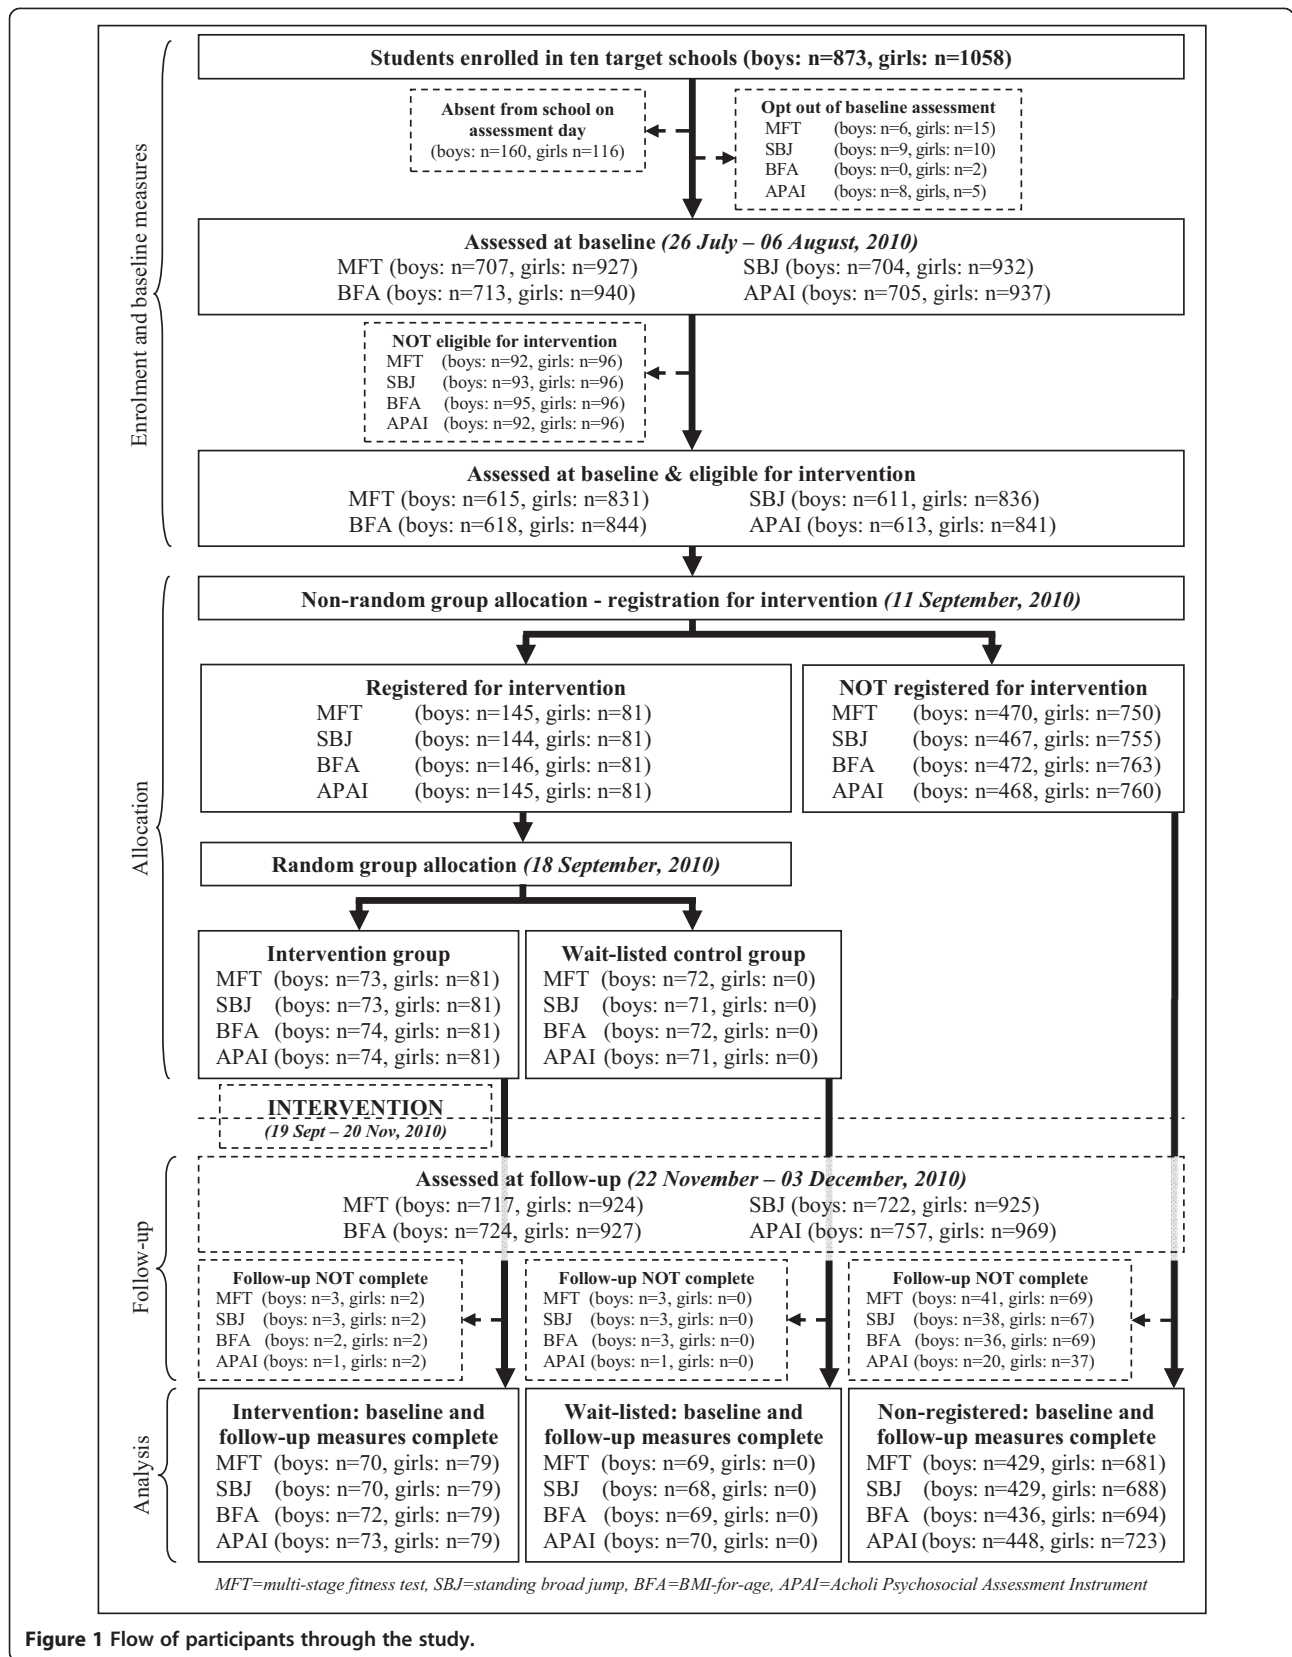 Students enrolled in ten target schools (boys: n=873, girls: n=1058)
Absent from school on
assessment day
(boys: n=160, girls n=116)
Opt out of baseline assessment
MFT (boys: n=6, girls: n=15)
SBJ (boys: n=9, girls: n=10)
BFA (boys: n=0, girls: n=2)
APAI (boys: n=8, girls, n=5)
Enrolment and baseline measures
Assessed at baseline (26 July – 06 August, 2010)
MFT (boys: n=707, girls: n=927) SBJ (boys: n=704, girls: n=932)
BFA (boys: n=713, girls: n=940) APAI (boys: n=705, girls: n=937)
NOT eligible for intervention
MFT (boys: n=92, girls: n=96)
SBJ (boys: n=93, girls: n=96)
BFA (boys: n=95, girls: n=96)
APAI (boys: n=92, girls: n=96)
Assessed at baseline & eligible for intervention
MFT (boys: n=615, girls: n=831) SBJ (boys: n=611, girls: n=836)
BFA (boys: n=618, girls: n=844) APAI (boys: n=613, girls: n=841)
Allocation
Non-random group allocation - registration for intervention (11 September, 2010)
Registered for intervention
MFT (boys: n=145, girls: n=81)
SBJ (boys: n=144, girls: n=81)
BFA (boys: n=146, girls: n=81)
APAI (boys: n=145, girls: n=81)
NOT registered for intervention
MFT (boys: n=470, girls: n=750)
SBJ (boys: n=467, girls: n=755)
BFA (boys: n=472, girls: n=763)
APAI (boys: n=468, girls: n=760)
Random group allocation (18 September, 2010)
Intervention group
MFT (boys: n=73, girls: n=81)
SBJ (boys: n=73, girls: n=81)
BFA (boys: n=74, girls: n=81)
APAI (boys: n=74, girls: n=81)
Wait-listed control group
MFT (boys: n=72, girls: n=0)
SBJ (boys: n=71, girls: n=0)
BFA (boys: n=72, girls: n=0)
APAI (boys: n=71, girls: n=0)
INTERVENTION
(19 Sept – 20 Nov, 2010)
Follow-up
Assessed at follow-up (22 November – 03 December, 2010)
MFT (boys: n=717, girls: n=924) SBJ (boys: n=722, girls: n=925)
BFA (boys: n=724, girls: n=927) APAI (boys: n=757, girls: n=969)
Follow-up NOT complete
MFT (boys: n=3, girls: n=2)
SBJ (boys: n=3, girls: n=2)
BFA (boys: n=2, girls: n=2)
APAI (boys: n=1, girls: n=2)
Follow-up NOT complete
MFT (boys: n=3, girls: n=0)
SBJ (boys: n=3, girls: n=0)
BFA (boys: n=3, girls: n=0)
APAI (boys: n=1, girls: n=0)
Follow-up NOT complete
MFT (boys: n=41, girls: n=69)
SBJ (boys: n=38, girls: n=67)
BFA (boys: n=36, girls: n=69)
APAI (boys: n=20, girls: n=37)
Analysis
Intervention: baseline and
follow-up measures complete
MFT (boys: n=70, girls: n=79)
SBJ (boys: n=70, girls: n=79)
BFA (boys: n=72, girls: n=79)
APAI (boys: n=73, girls: n=79)
Wait-listed: baseline and
follow-up measures complete
MFT (boys: n=69, girls: n=0)
SBJ (boys: n=68, girls: n=0)
BFA (boys: n=69, girls: n=0)
APAI (boys: n=70, girls: n=0)
Non-registered: baseline and
follow-up measures complete
MFT (boys: n=429, girls: n=681)
SBJ (boys: n=429, girls: n=688)
BFA (boys: n=436, girls: n=694)
APAI (boys: n=448, girls: n=723)
MFT=multi-stage fitness test, SBJ=standing broad jump, BFA=BMI-for-age, APAI=Acholi Psychosocial Assessment Instrument
Figure 1 Flow of participants through the study.